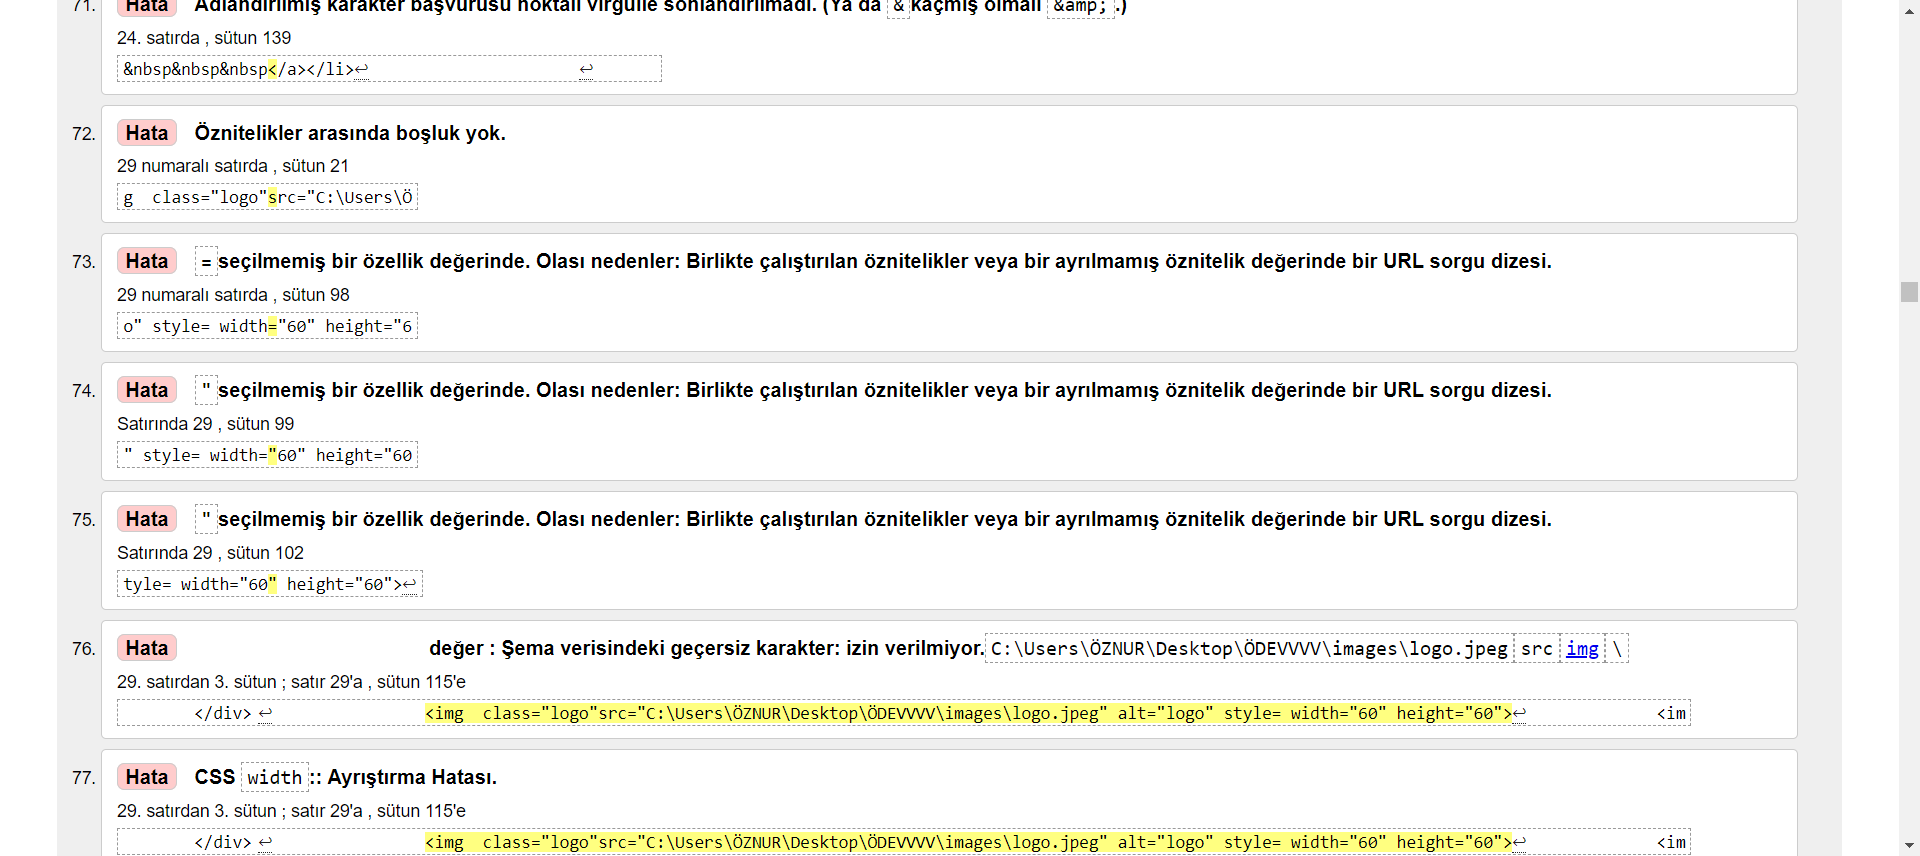 71. Hata Adlandırılmış karakter başvurusu noktalı virgülle sonlandırılmadı. (Ya da & kaçmış olmalı &amp; .)
24. satırda , sütun 139
&nbsp&nbsp&nbsp</a></li>↩ ↩
72. Hata Öznitelikler arasında boşluk yok.
29 numaralı satırda , sütun 21
g  class="logo"src="C:\Users\Ö
73. Hata = seçilmemiş bir özellik değerinde. Olası nedenler: Birlikte çalıştırılan öznitelikler veya bir ayrılmamış öznitelik değerinde bir URL sorgu dizesi.
29 numaralı satırda , sütun 98
o" style= width="60" height="6
74. Hata " seçilmemiş bir özellik değerinde. Olası nedenler: Birlikte çalıştırılan öznitelikler veya bir ayrılmamış öznitelik değerinde bir URL sorgu dizesi.
Satırında 29 , sütun 99
" style= width="60" height="60
75. Hata " seçilmemiş bir özellik değerinde. Olası nedenler: Birlikte çalıştırılan öznitelikler veya bir ayrılmamış öznitelik değerinde bir URL sorgu dizesi.
Satırında 29 , sütun 102
tyle= width="60" height="60">↩
76. Hata değer : Şema verisindeki geçersiz karakter: izin verilmiyor. C:\Users\ÖZNUR\Desktop\ÖDEVVVV\images\logo.jpeg src img \
29. satırdan 3. sütun ; satır 29'a , sütun 115'e
</div> ↩ <img  class="logo"src="C:\Users\ÖZNUR\Desktop\ÖDEVVVV\images\logo.jpeg" alt="logo" style= width="60" height="60">↩ <im
77. Hata CSS width :: Ayrıştırma Hatası.
29. satırdan 3. sütun ; satır 29'a , sütun 115'e
</div> ↩ <img  class="logo"src="C:\Users\ÖZNUR\Desktop\ÖDEVVVV\images\logo.jpeg" alt="logo" style= width="60" height="60">↩ <im